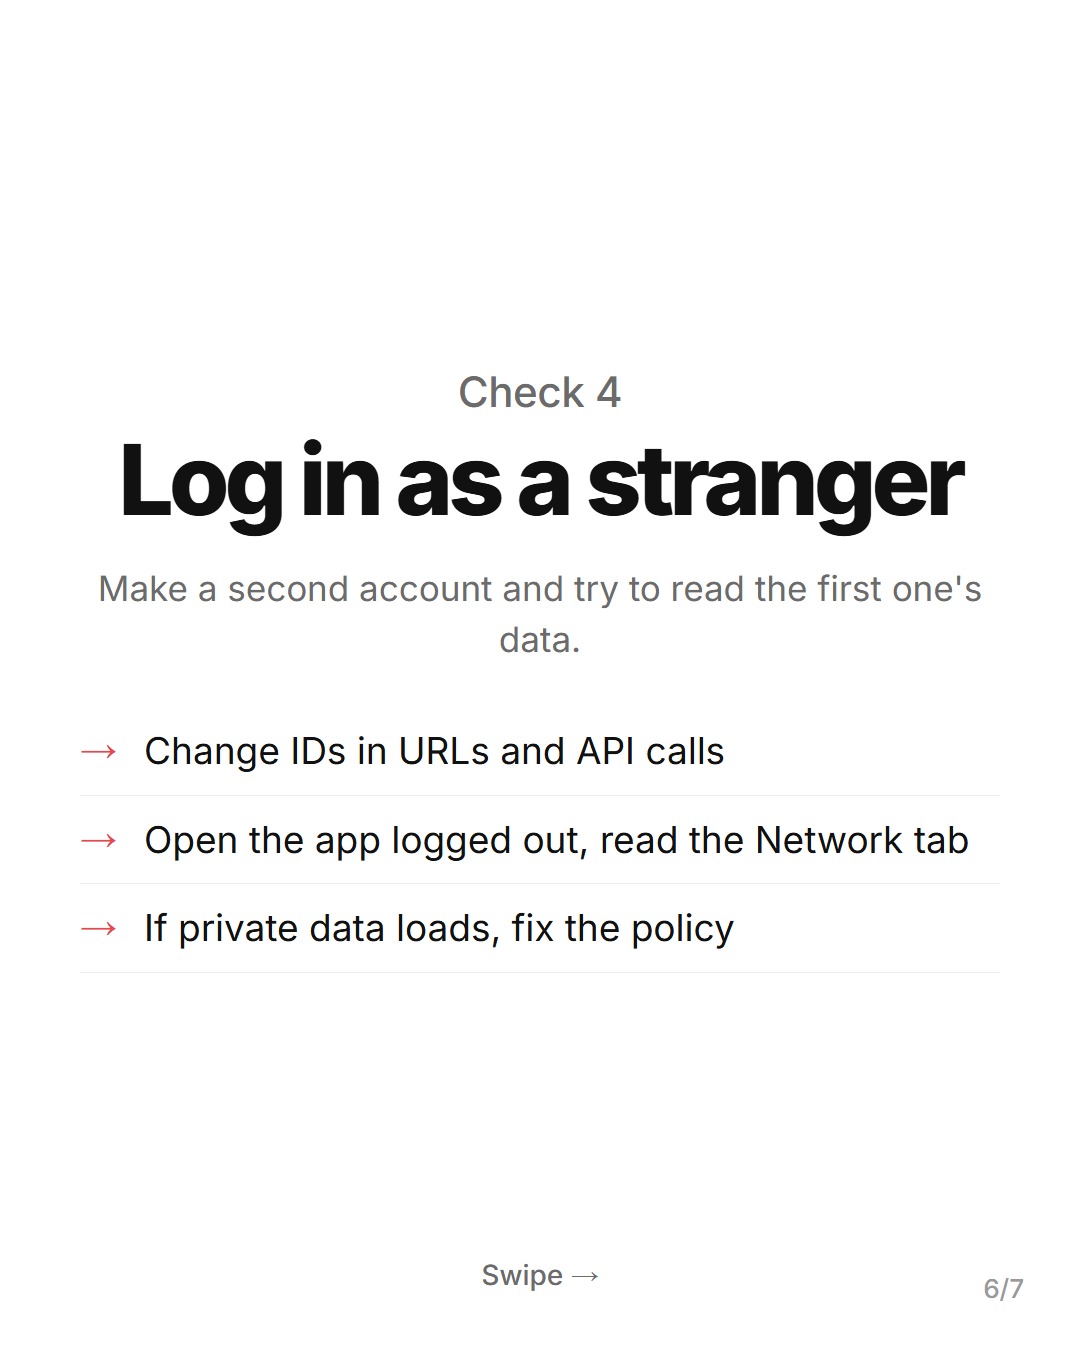 Check 4
Log in as a stranger
Make a second account and try to read the first one's
data.
→ Change IDs in URLs and API calls
→ Open the app logged out, read the Network tab
→ If private data loads, fix the policy
Swipe →
6/7